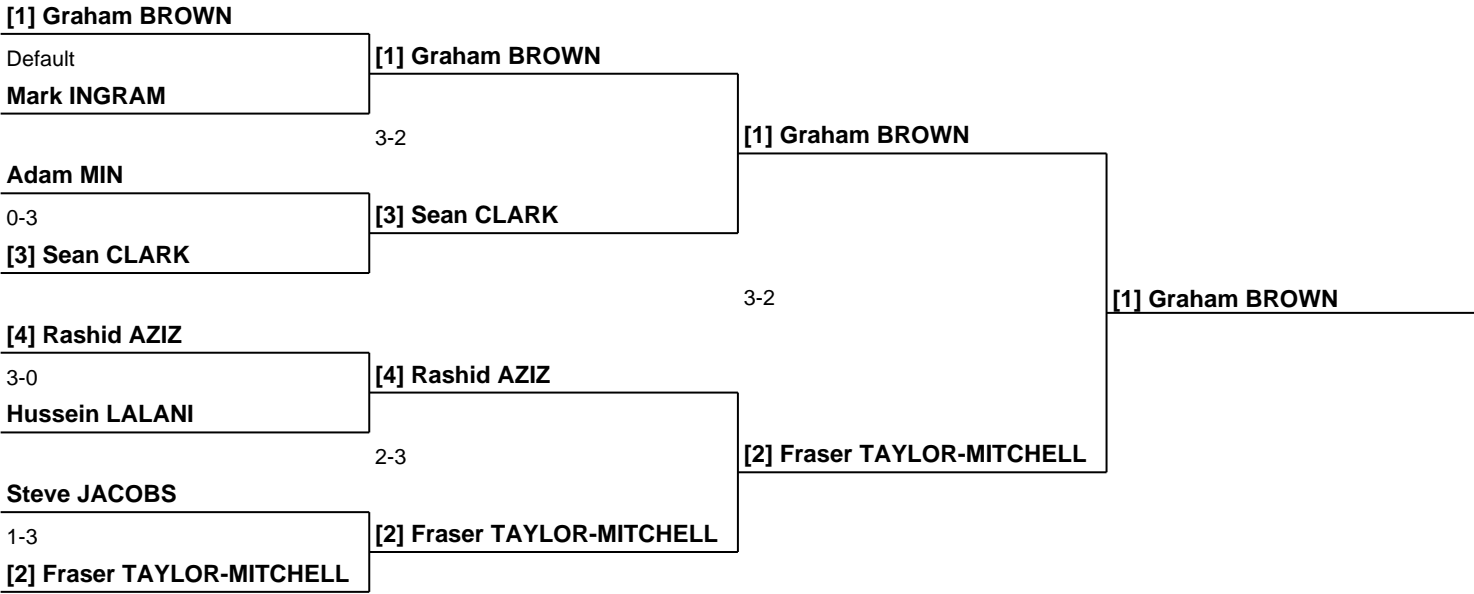 [1] Graham BROWN
Default
Mark INGRAM
Adam MIN
0-3
[3] Sean CLARK
[4] Rashid AZIZ
3-0
Hussein LALANI
Steve JACOBS
1-3
[2] Fraser TAYLOR-MITCHELL
[1] Graham BROWN
3-2
[3] Sean CLARK
[4] Rashid AZIZ
2-3
[2] Fraser TAYLOR-MITCHELL
[1] Graham BROWN
3-2
[2] Fraser TAYLOR-MITCHELL
[1] Graham BROWN